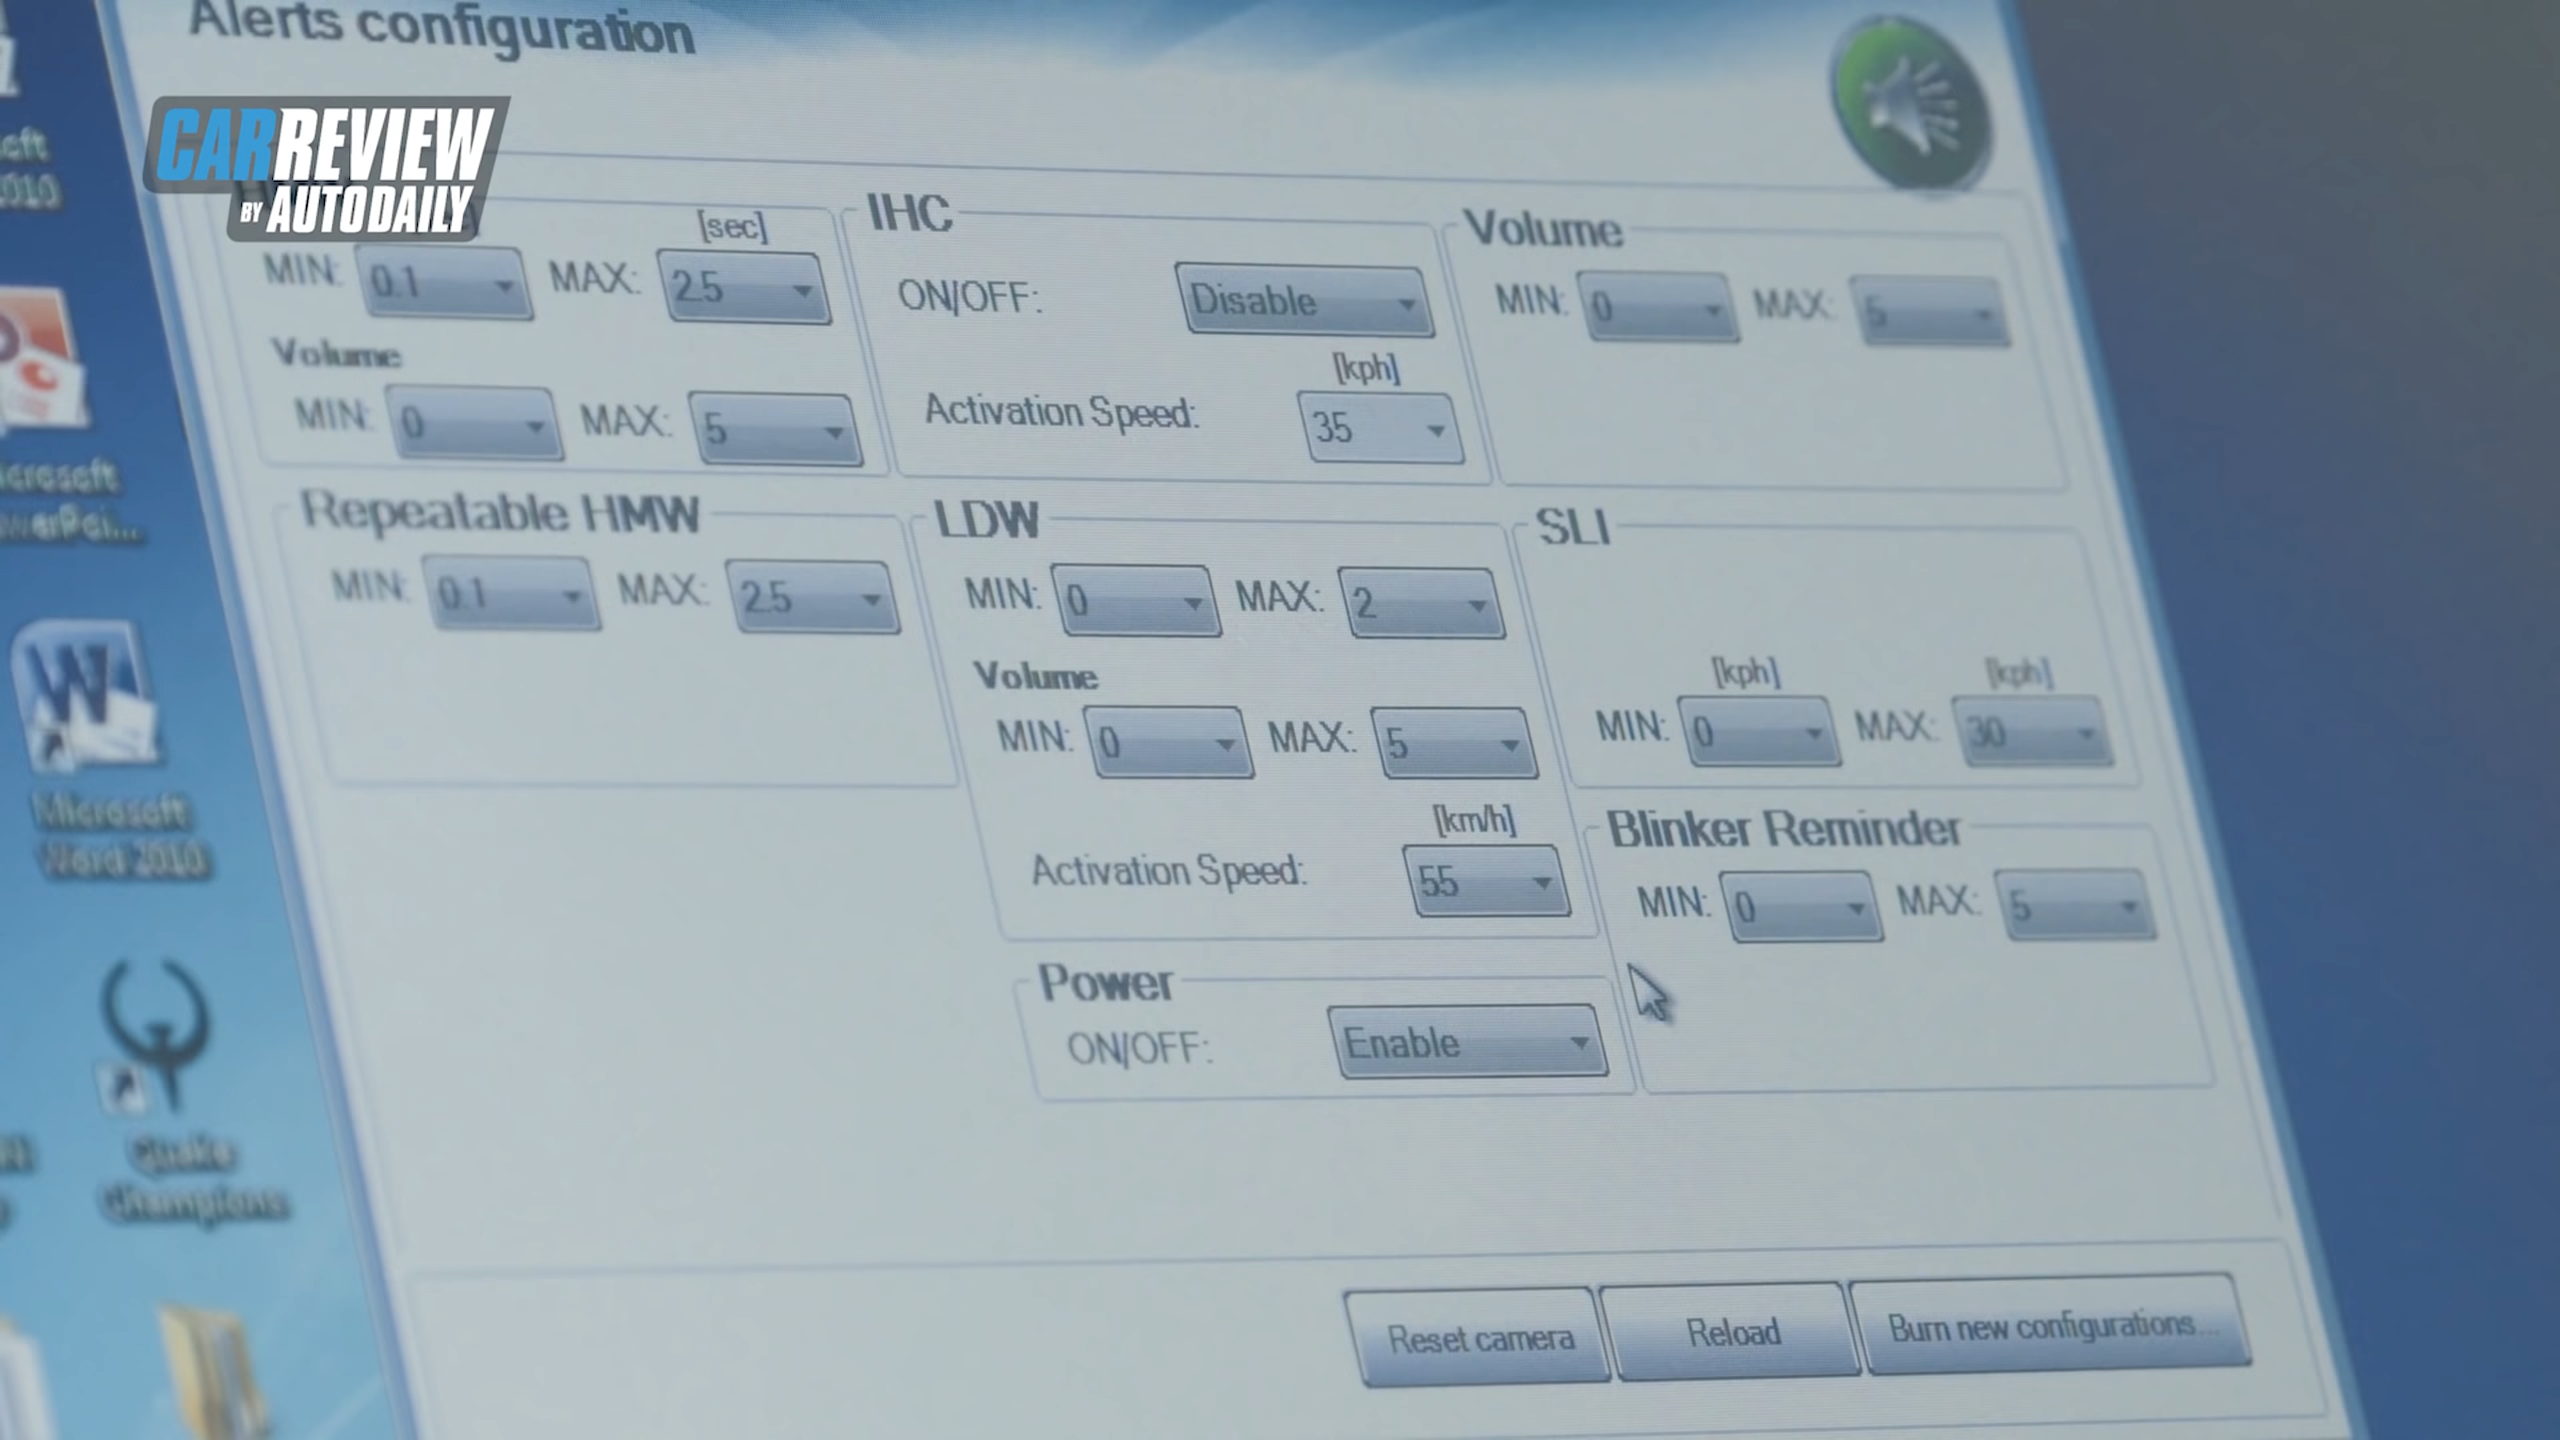 Alerts configuration
CARREVIEW
BY AUTODAILY
[sec]
MIN: 0.1 MAX: 2.5
Volume
MIN: 0 MAX: 5
IHC
ON/OFF: Disable
[kph]
Activation Speed: 35
Volume
MIN: 0 MAX: 5
Repeatable HMW
MIN: 0.1 MAX: 2.5
LDW
MIN: 0 MAX: 2
Volume
MIN: 0 MAX: 5
[km/h]
Activation Speed: 55
SLI
[kph] [kph]
MIN: 0 MAX: 30
Blinker Reminder
MIN: 0 MAX: 5
Power
ON/OFF: Enable
Reset camera
Reload
Burn new configurations...
2010
Microsoft
Word 2010
Quake
Champions